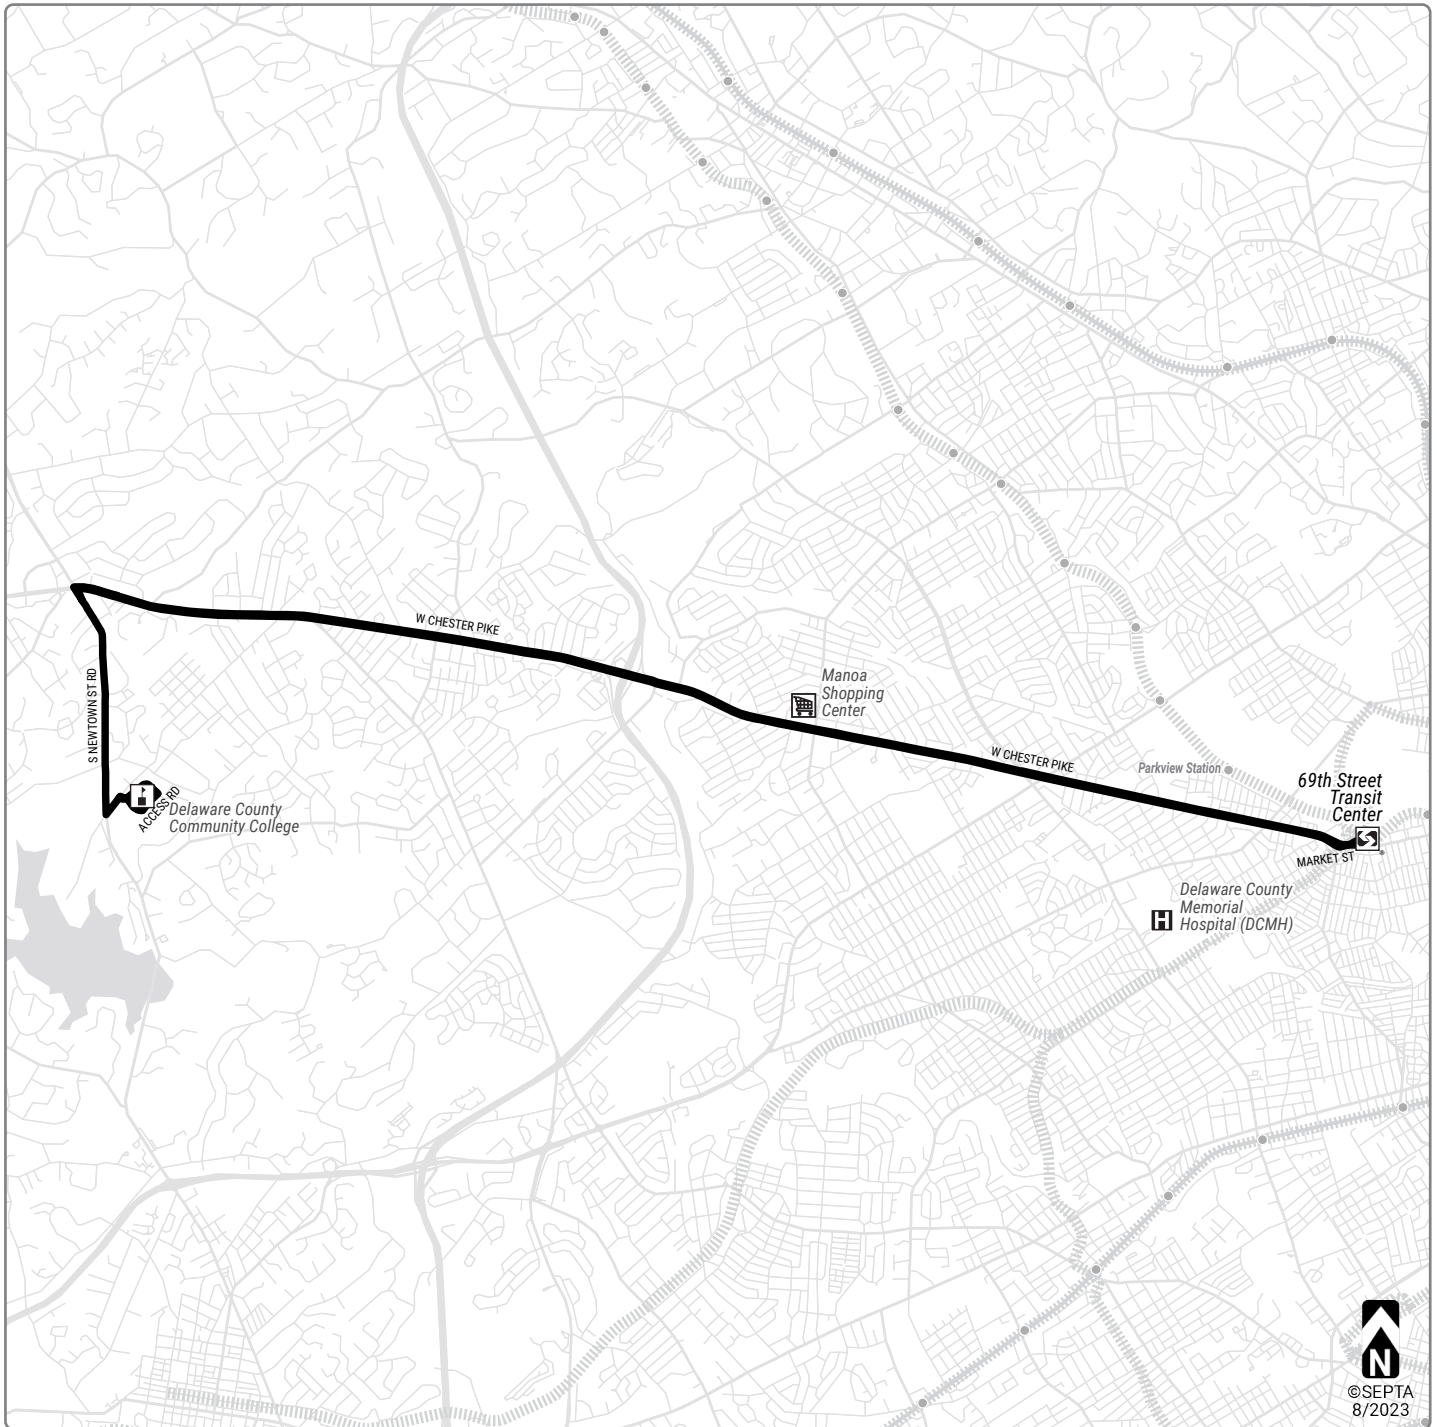 W CHESTER PIKE
Manoa
Shopping
Center
S NEWTOWN ST RD
W CHESTER PIKE
Parkview Station
69th Street
Transit
Center
ACCESS RD
Delaware County
Community College
MARKET ST
Delaware County
Memorial
Hospital (DCMH)
H
N
©SEPTA
8/2023